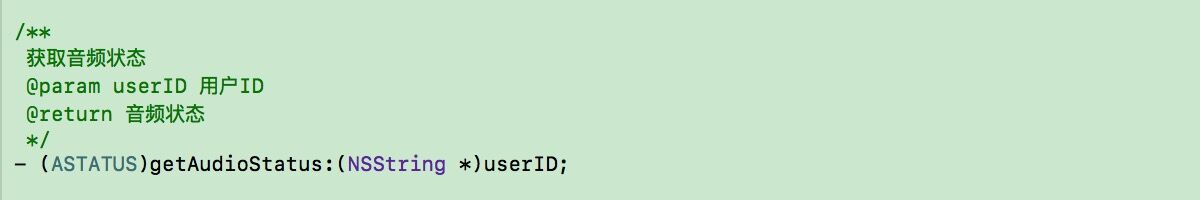 /**
 获取音频状态
 @param userID 用户ID
 @return 音频状态
 */
- (ASTATUS)getAudioStatus:(NSString *)userID;